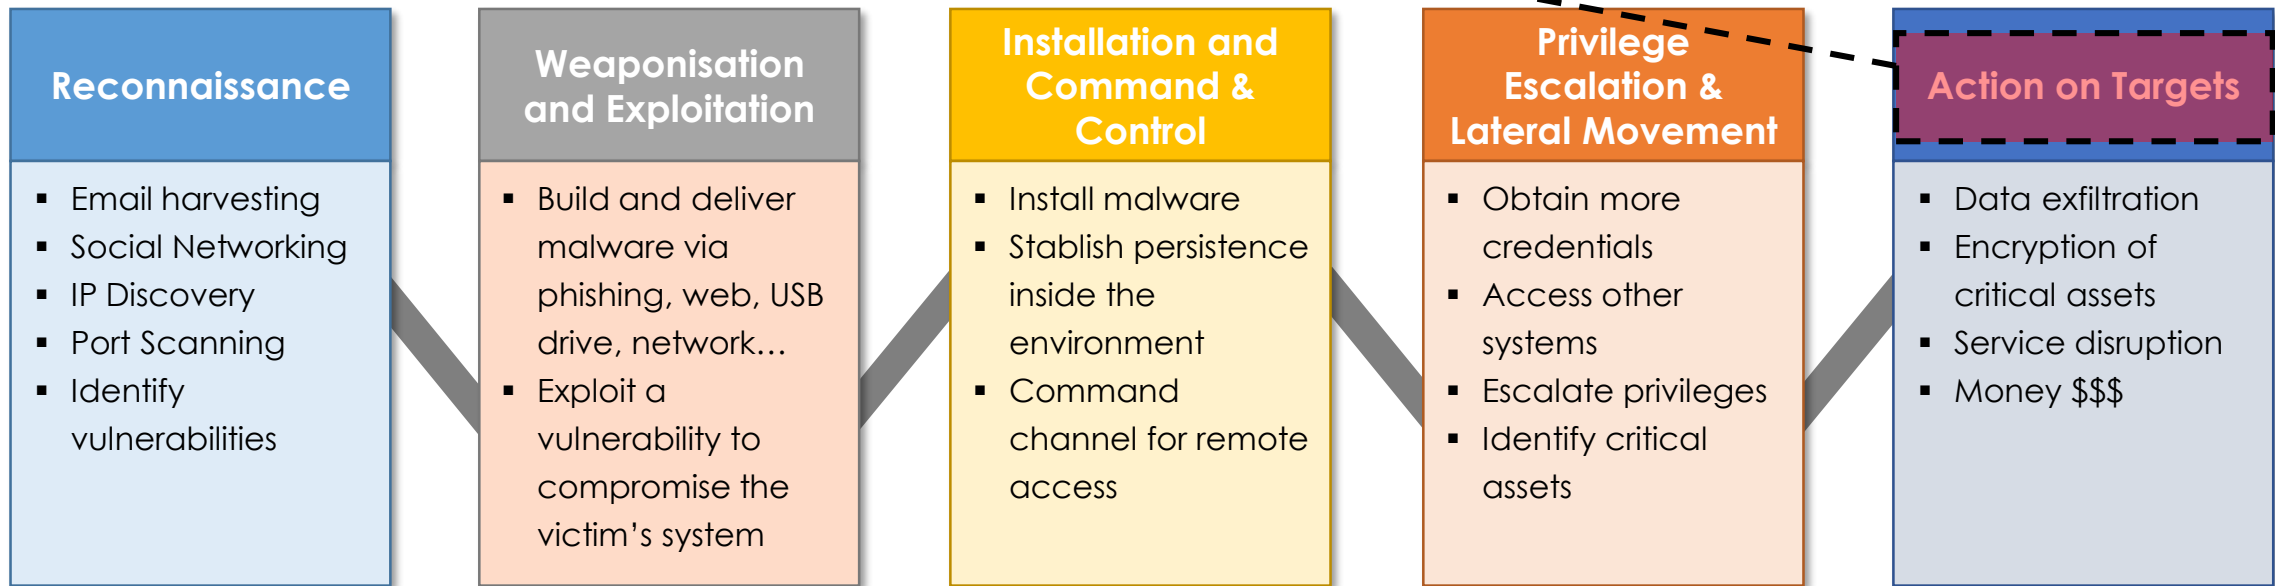 Reconnaissance
▪ Email harvesting
▪ Social Networking
▪ IP Discovery
▪ Port Scanning
▪ Identify
vulnerabilities
Weaponisation
and Exploitation
▪ Build and deliver
malware via
phishing, web, USB
drive, network…
▪ Exploit a
vulnerability to
compromise the
victim’s system
Installation and
Command &
Control
▪ Install malware
▪ Stablish persistence
inside the
environment
▪ Command
channel for remote
access
Privilege
Escalation &
Lateral Movement
▪ Obtain more
credentials
▪ Access other
systems
▪ Escalate privileges
▪ Identify critical
assets
Action on Targets
▪ Data exfiltration
▪ Encryption of
critical assets
▪ Service disruption
▪ Money $$$